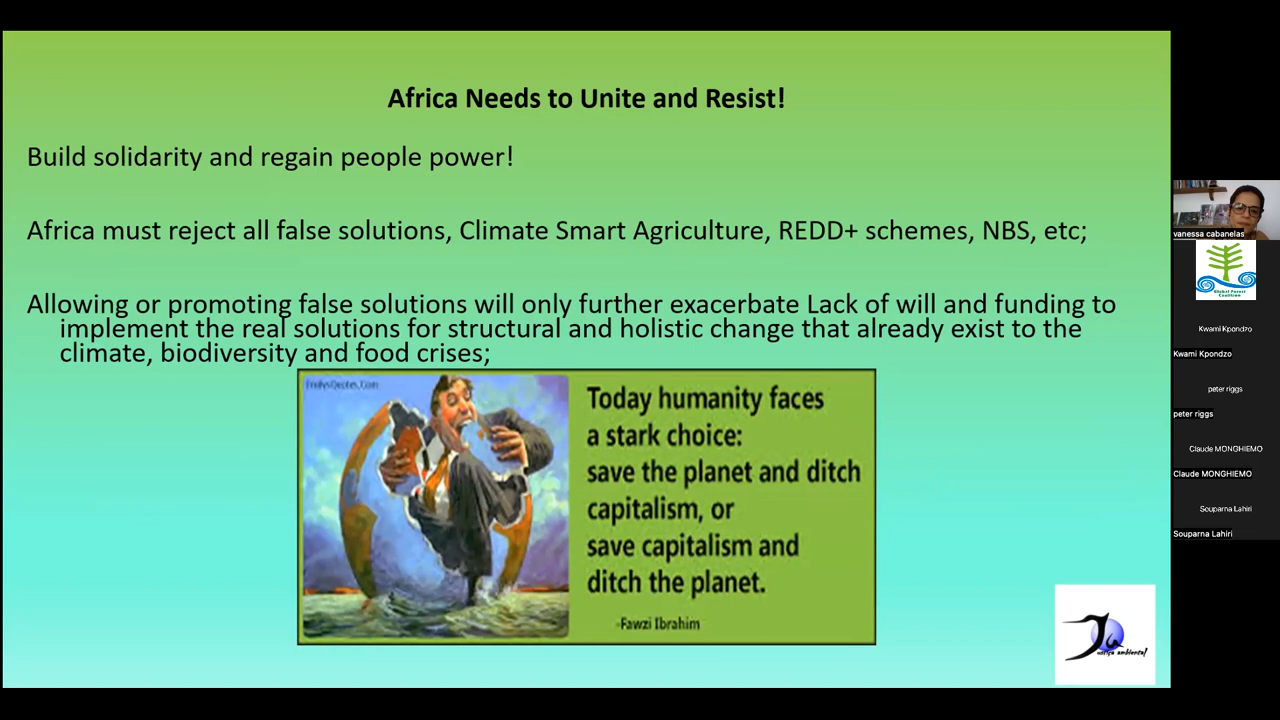 Africa Needs to Unite and Resist!
Build solidarity and regain people power!
Africa must reject all false solutions, Climate Smart Agriculture, REDD+ schemes, NBS, etc;
Allowing or promoting false solutions will only further exacerbate Lack of will and funding to
implement the real solutions for structural and holistic change that already exist to the
climate, biodiversity and food crises;
Today humanity faces
a stark choice:
save the planet and ditch
capitalism, or
save capitalism and
ditch the planet.
-Fawzi Ibrahim
vanessa cabanelas
Global Forest
Coalition
Kwami Kpondzo
Kwami Kpondzo
peter riggs
peter riggs
Claude MONGHIEMO
Claude MONGHIEMO
Souparna Lahiri
Souparna Lahiri
ambiental